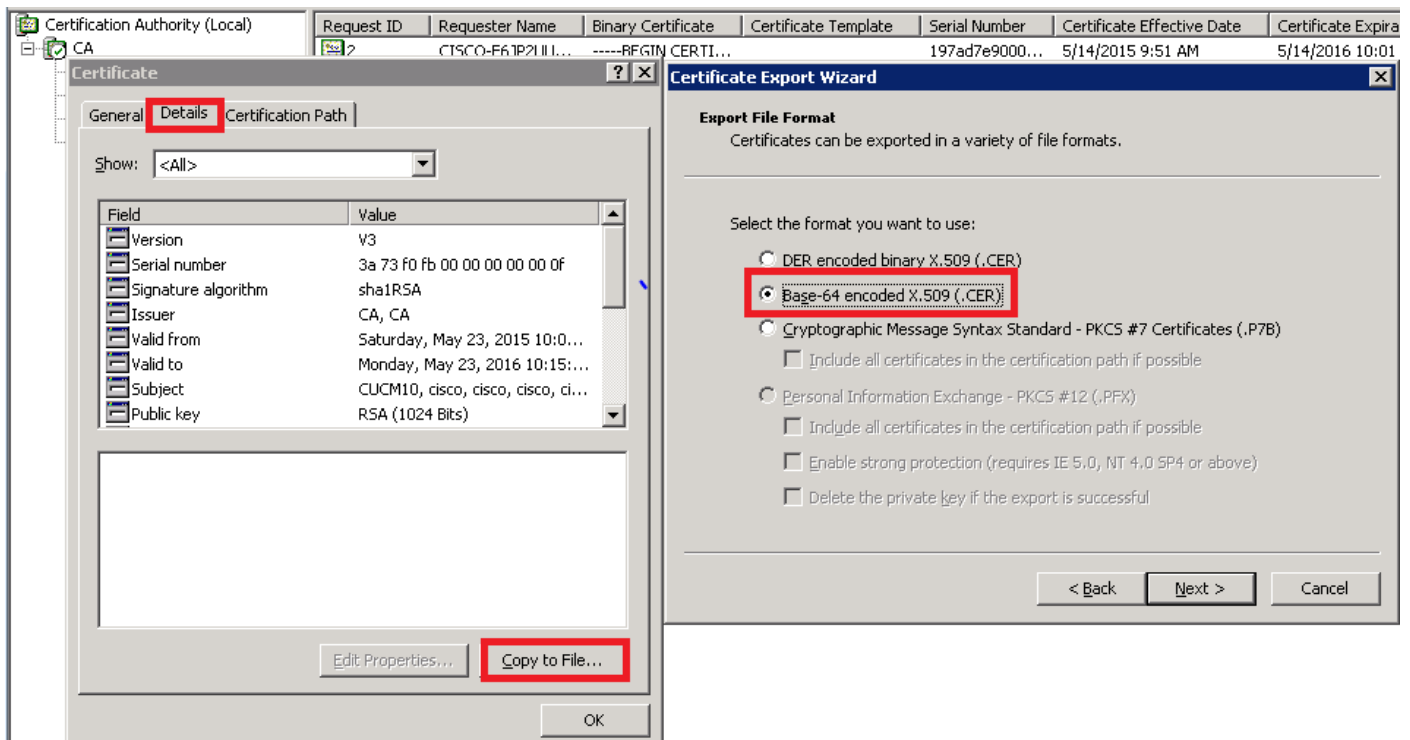 Certification Authority (Local)
CA
Request ID Requester Name Binary Certificate Certificate Template Serial Number Certificate Effective Date Certificate Expira
2 -----BEGIN CERTI... 197ad7e9000... 5/14/2015 9:51 AM 5/14/2016 10:01
Certificate
General Details Certification Path
Show: <All>
Field Value
Version V3
Serial number 3a 73 f0 fb 00 00 00 00 00 0f
Signature algorithm sha1RSA
Issuer CA, CA
Valid from Saturday, May 23, 2015 10:0...
Valid to Monday, May 23, 2016 10:15:...
Subject CUCM10, cisco, cisco, cisco, ci...
Public key RSA (1024 Bits)
Edit Properties... Copy to File...
OK
Certificate Export Wizard
Export File Format
Certificates can be exported in a variety of file formats.
Select the format you want to use:
DER encoded binary X.509 (.CER)
Base-64 encoded X.509 (.CER)
Cryptographic Message Syntax Standard - PKCS #7 Certificates (.P7B)
Include all certificates in the certification path if possible
Personal Information Exchange - PKCS #12 (.PFX)
Include all certificates in the certification path if possible
Enable strong protection (requires IE 5.0, NT 4.0 SP4 or above)
Delete the private key if the export is successful
< Back Next > Cancel